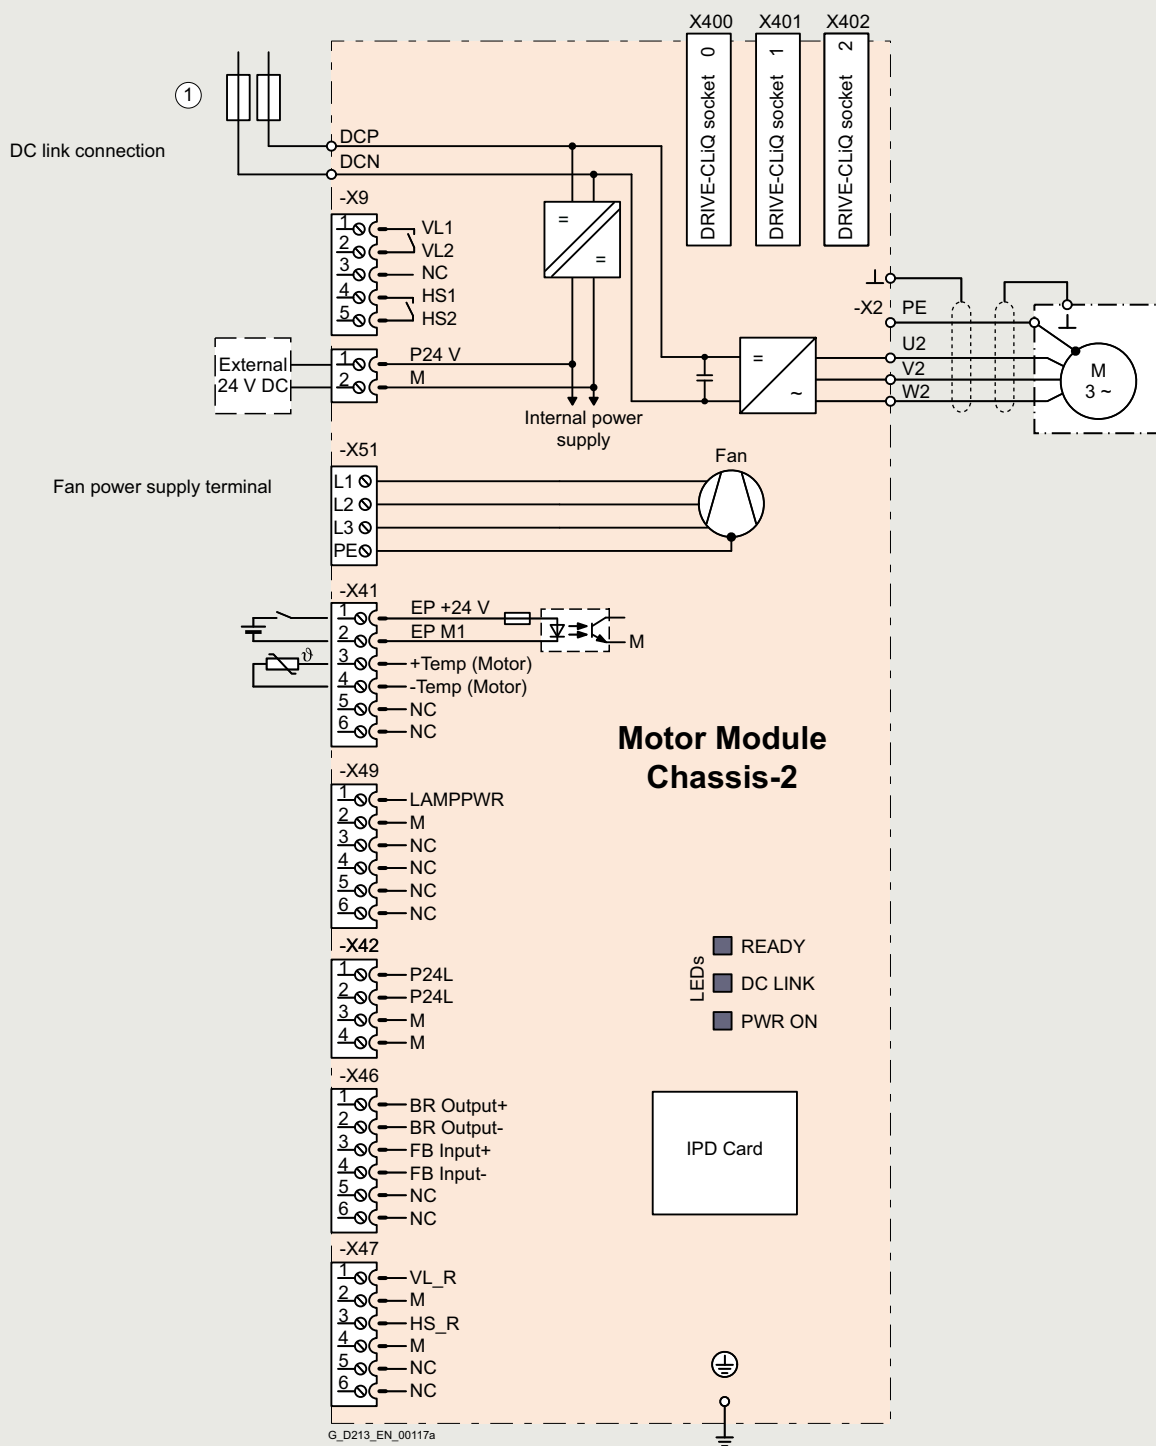 X400 X401 X402
DRIVE-CLiQ socket 0
DRIVE-CLiQ socket 1
DRIVE-CLiQ socket 2
1
DC link connection
DCP
DCN
-X9
1 VL1
2 VL2
3 NC
4 HS1
5 HS2
=
=
External
24 V DC
1 P24 V
2 M
Internal power
supply
=
~
-X2 PE
U2
V2
W2
M
3 ~
-X51
Fan power supply terminal
L1
L2
L3
PE
Fan
-X41
1 EP +24 V
2 EP M1
M
ϑ
3 +Temp (Motor)
4 -Temp (Motor)
5 NC
6 NC
Motor Module
Chassis-2
-X49
1 LAMPPWR
2 M
3 NC
4 NC
5 NC
6 NC
-X42
1 P24L
2 P24L
3 M
4 M
LEDs
READY
DC LINK
PWR ON
-X46
1 BR Output+
2 BR Output-
3 FB Input+
4 FB Input-
5 NC
6 NC
IPD Card
-X47
1 VL_R
2 M
3 HS_R
4 M
5 NC
6 NC
G_D213_EN_00117a